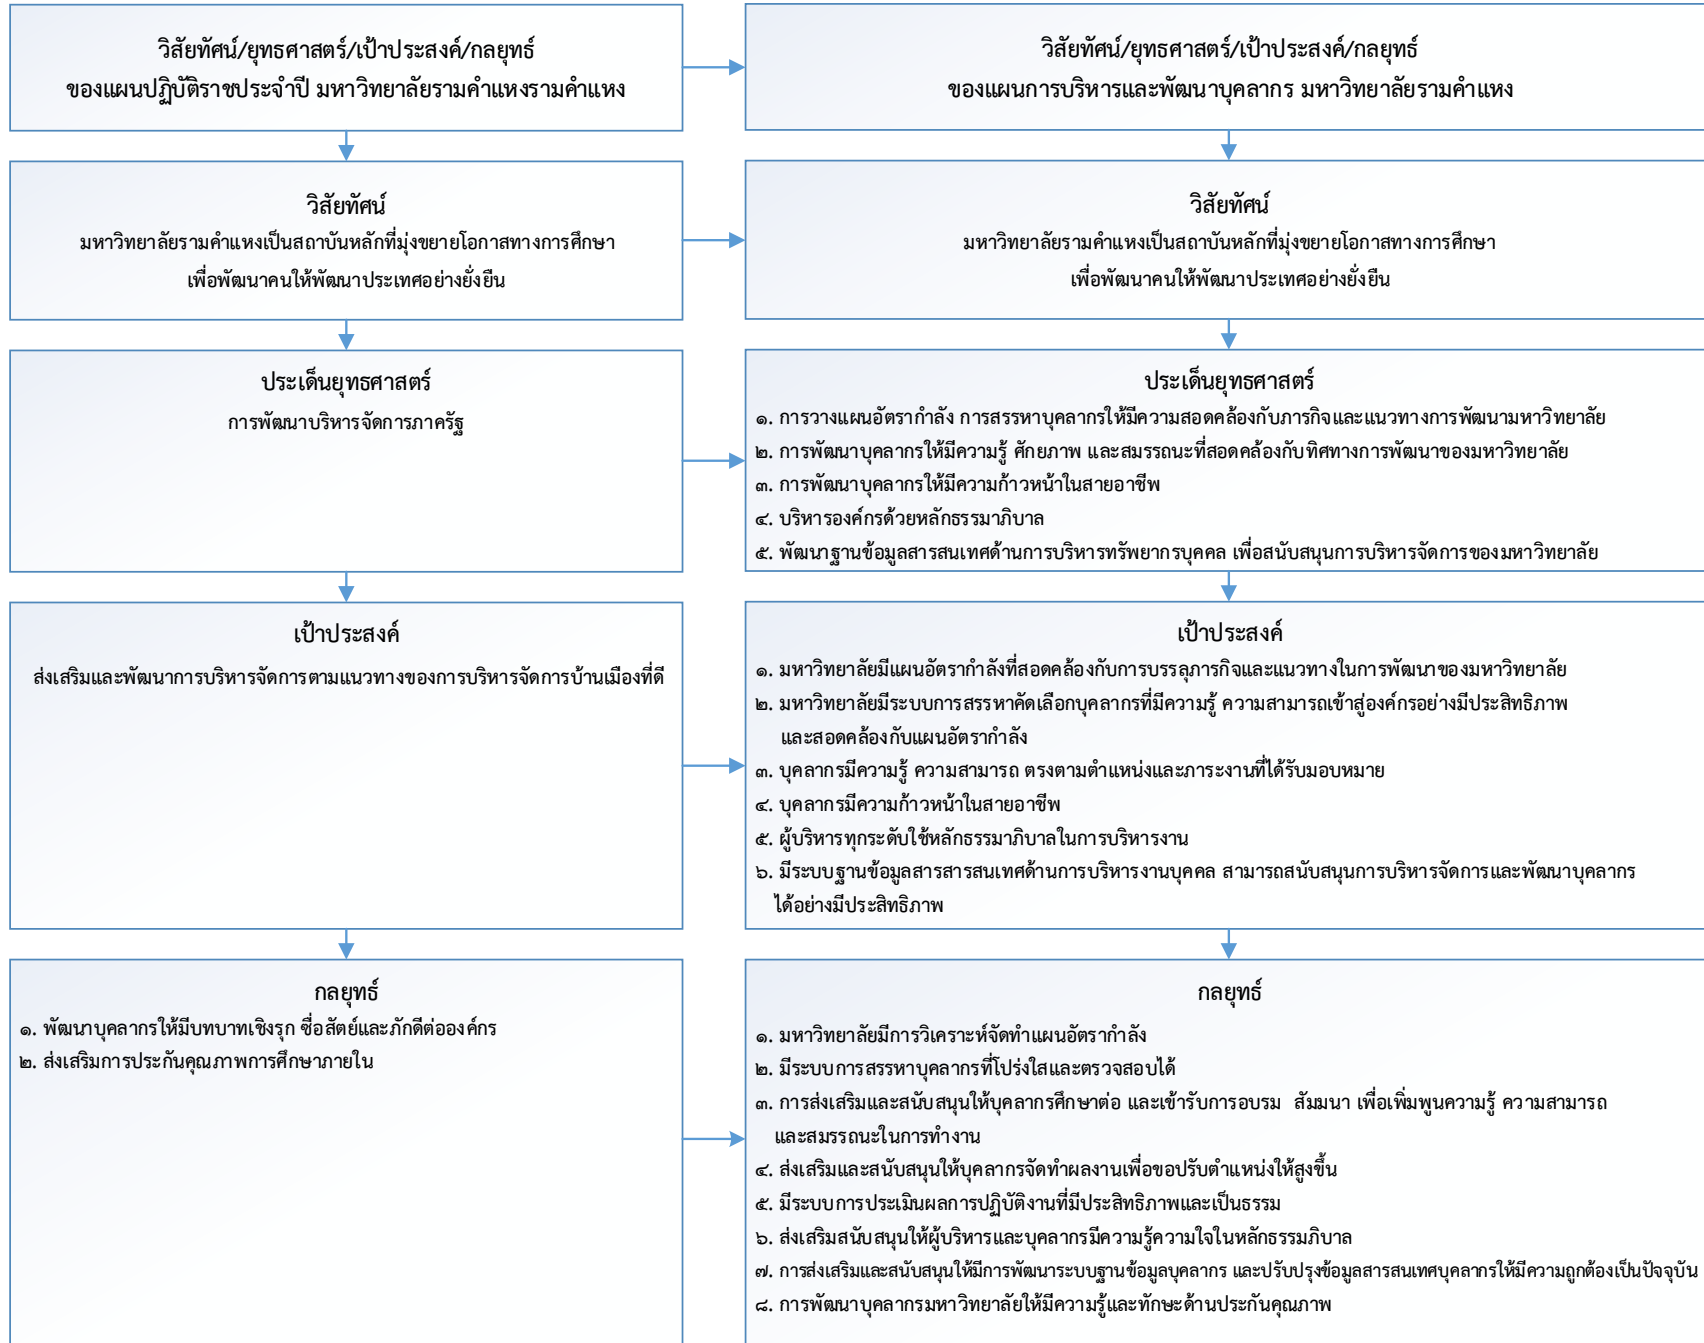 วิสัยทัศน์/ยุทธศาสตร์/เป้าประสงค์/กลยุทธ์
ของแผนปฏิบัติราชประจำปี มหาวิทยาลัยรามคำแหงรามคำแหง
วิสัยทัศน์/ยุทธศาสตร์/เป้าประสงค์/กลยุทธ์
ของแผนการบริหารและพัฒนาบุคลากร มหาวิทยาลัยรามคำแหง
วิสัยทัศน์
มหาวิทยาลัยรามคำแหงเป็นสถาบันหลักที่มุ่งขยายโอกาสทางการศึกษา
เพื่อพัฒนาคนให้พัฒนาประเทศอย่างยั่งยืน
วิสัยทัศน์
มหาวิทยาลัยรามคำแหงเป็นสถาบันหลักที่มุ่งขยายโอกาสทางการศึกษา
เพื่อพัฒนาคนให้พัฒนาประเทศอย่างยั่งยืน
ประเด็นยุทธศาสตร์
การพัฒนาบริหารจัดการภาครัฐ
ประเด็นยุทธศาสตร์
๑. การวางแผนอัตรากำลัง การสรรหาบุคลากรให้มีความสอดคล้องกับภารกิจและแนวทางการพัฒนามหาวิทยาลัย
๒. การพัฒนาบุคลากรให้มีความรู้ ศักยภาพ และสมรรถนะที่สอดคล้องกับทิศทางการพัฒนาของมหาวิทยาลัย
๓. การพัฒนาบุคลากรให้มีความก้าวหน้าในสายอาชีพ
๔. บริหารองค์กรด้วยหลักธรรมาภิบาล
๕. พัฒนาฐานข้อมูลสารสนเทศด้านการบริหารทรัพยากรบุคคล เพื่อสนับสนุนการบริหารจัดการของมหาวิทยาลัย
เป้าประสงค์
ส่งเสริมและพัฒนาการบริหารจัดการตามแนวทางของการบริหารจัดการบ้านเมืองที่ดี
เป้าประสงค์
๑. มหาวิทยาลัยมีแผนอัตรากำลังที่สอดคล้องกับการบรรลุภารกิจและแนวทางในการพัฒนาของมหาวิทยาลัย
๒. มหาวิทยาลัยมีระบบการสรรหาคัดเลือกบุคลากรที่มีความรู้ ความสามารถเข้าสู่องค์กรอย่างมีประสิทธิภาพ
และสอดคล้องกับแผนอัตรากำลัง
๓. บุคลากรมีความรู้ ความสามารถ ตรงตามตำแหน่งและภาระงานที่ได้รับมอบหมาย
๔. บุคลากรมีความก้าวหน้าในสายอาชีพ
๕. ผู้บริหารทุกระดับใช้หลักธรรมาภิบาลในการบริหารงาน
๖. มีระบบฐานข้อมูลสารสารสนเทศด้านการบริหารงานบุคคล สามารถสนับสนุนการบริหารจัดการและพัฒนาบุคลากร
ได้อย่างมีประสิทธิภาพ
กลยุทธ์
๑. พัฒนาบุคลากรให้มีบทบาทเชิงรุก ซื่อสัตย์และภักดีต่อองค์กร
๒. ส่งเสริมการประกันคุณภาพการศึกษาภายใน
กลยุทธ์
๑. มหาวิทยาลัยมีการวิเคราะห์จัดทำแผนอัตรากำลัง
๒. มีระบบการสรรหาบุคลากรที่โปร่งใสและตรวจสอบได้
๓. การส่งเสริมและสนับสนุนให้บุคลากรศึกษาต่อ และเข้ารับการอบรม สัมมนา เพื่อเพิ่มพูนความรู้ ความสามารถ
และสมรรถนะในการทำงาน
๔. ส่งเสริมและสนับสนุนให้บุคลากรจัดทำผลงานเพื่อขอปรับตำแหน่งให้สูงขึ้น
๕. มีระบบการประเมินผลการปฏิบัติงานที่มีประสิทธิภาพและเป็นธรรม
๖. ส่งเสริมสนับสนุนให้ผู้บริหารและบุคลากรมีความรู้ความใจในหลักธรรมภิบาล
๗. การส่งเสริมและสนับสนุนให้มีการพัฒนาระบบฐานข้อมูลบุคลากร และปรับปรุงข้อมูลสารสนเทศบุคลากรให้มีความถูกต้องเป็นปัจจุบัน
๘. การพัฒนาบุคลากรมหาวิทยาลัยให้มีความรู้และทักษะด้านประกันคุณภาพ